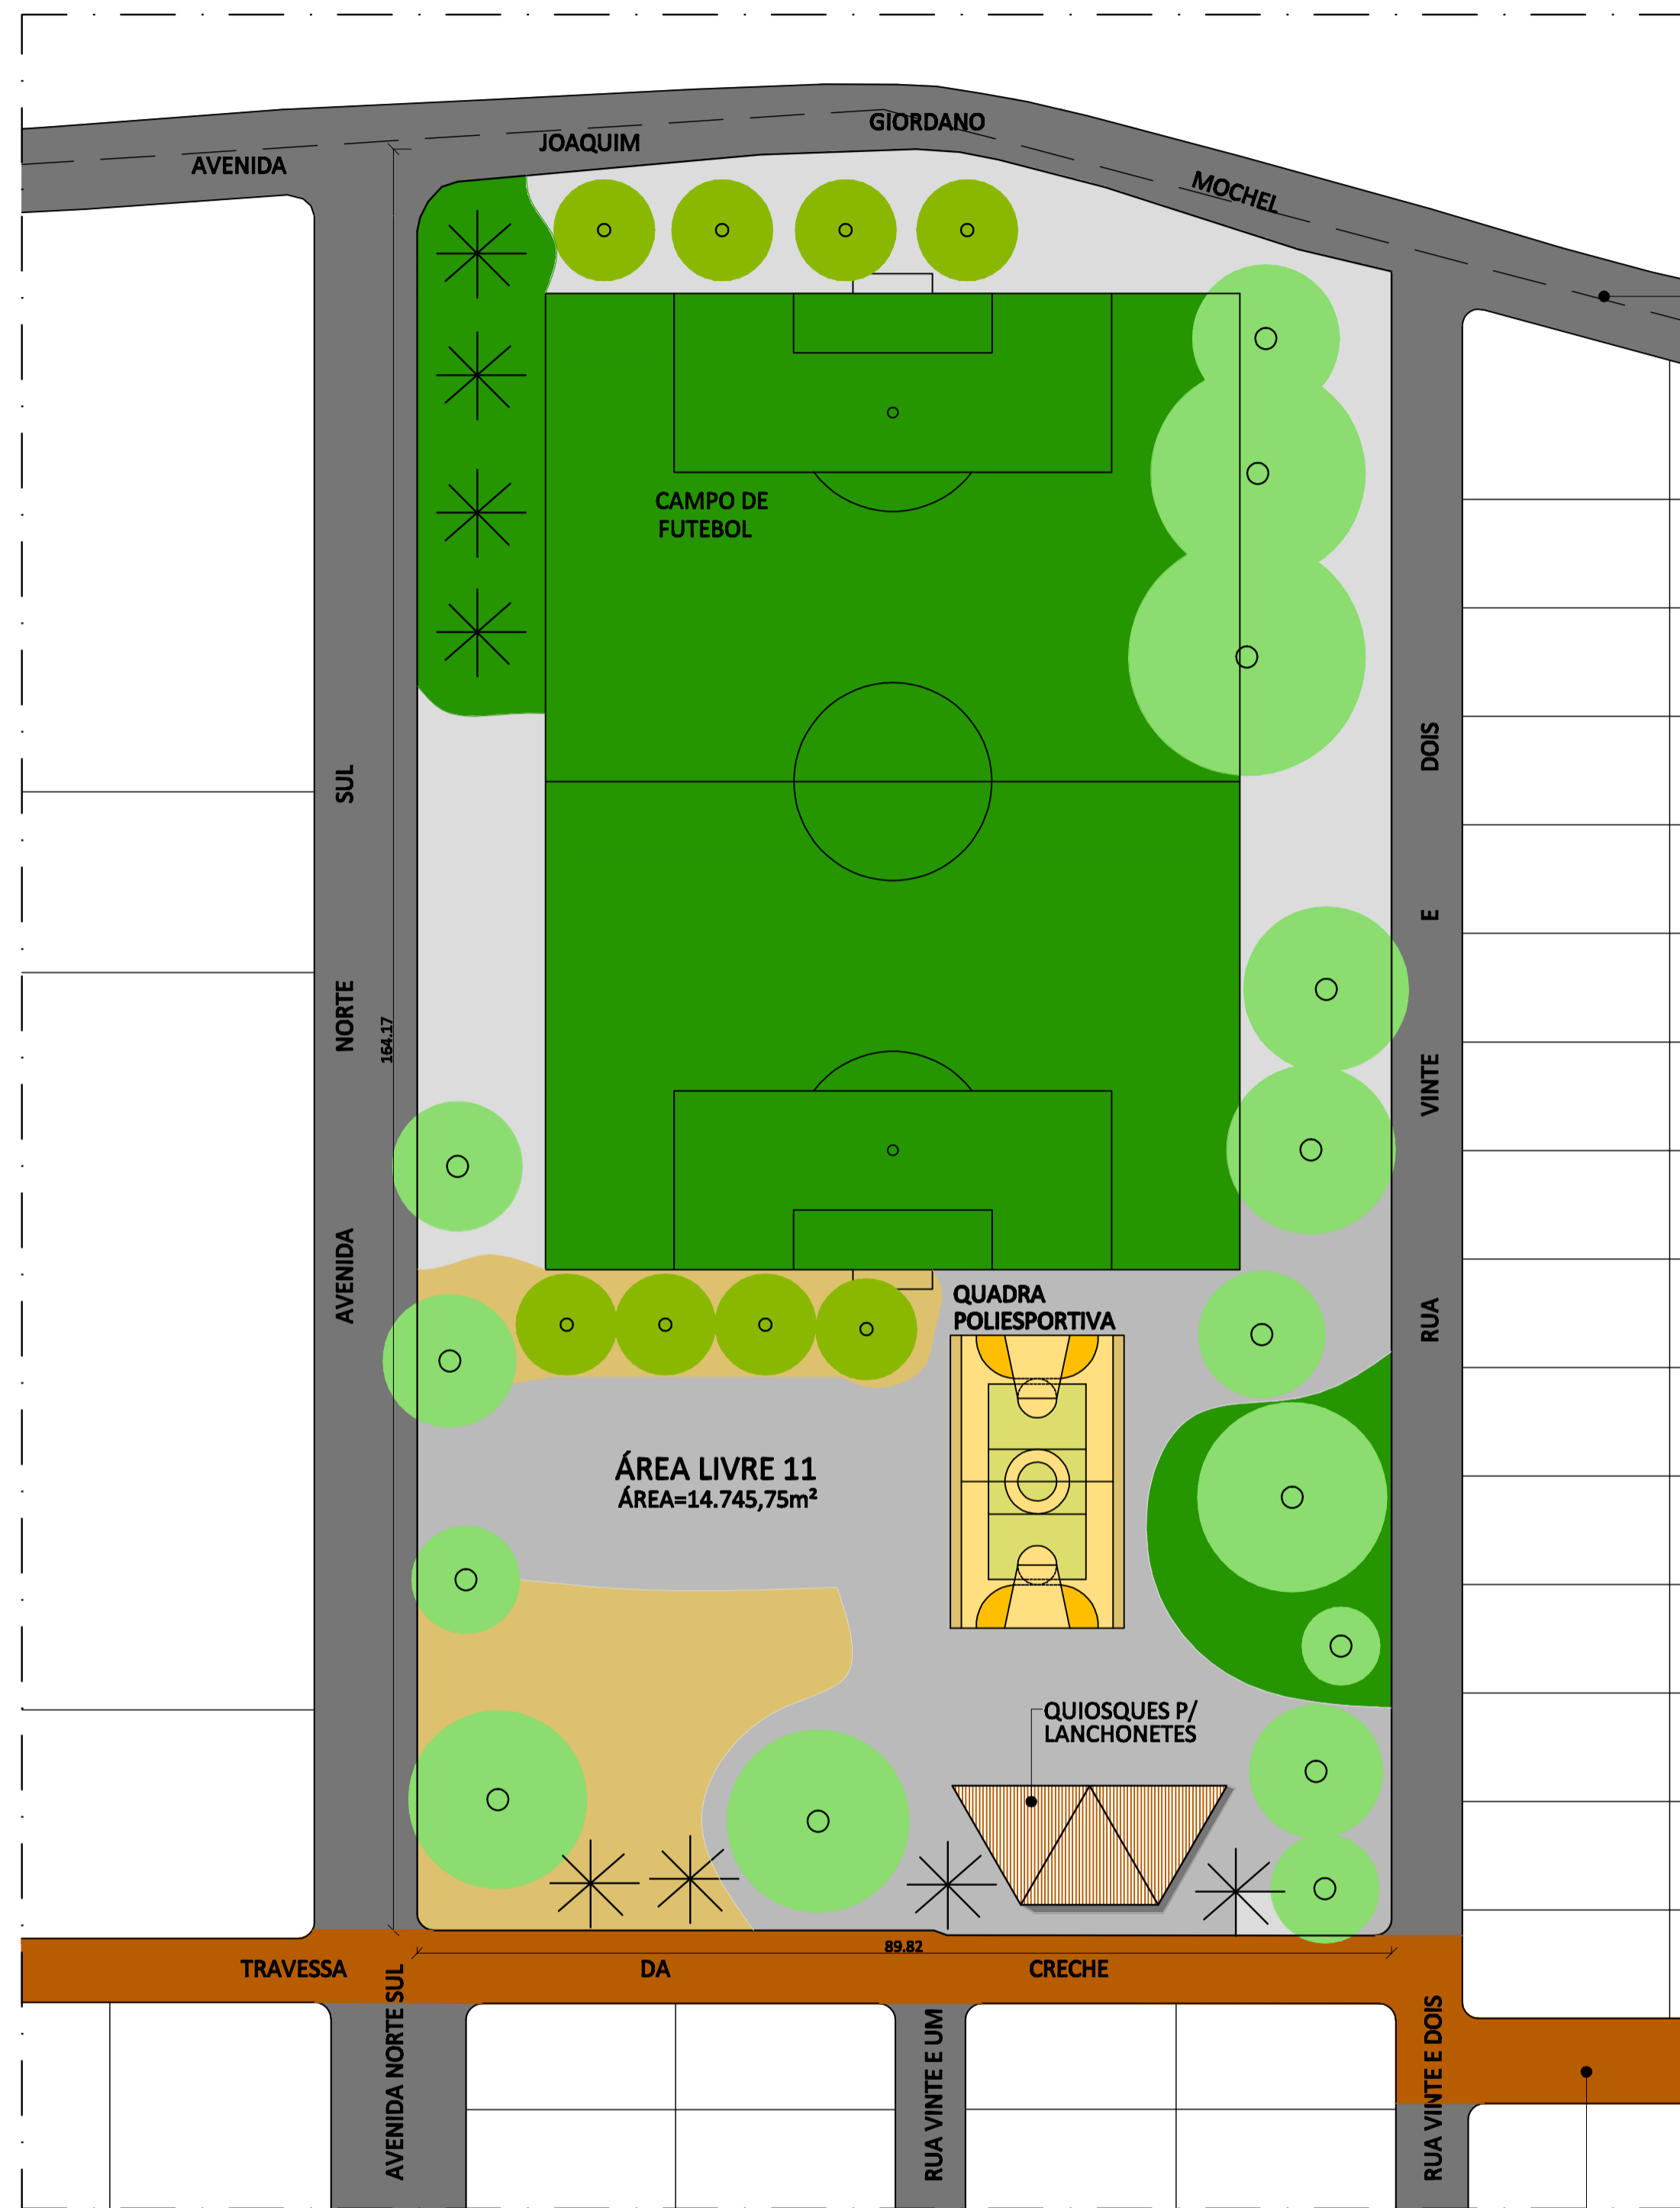 AVENIDA JOAQUIM GIORDANO MOCHEL
CAMPO DE
FUTEBOL
AVENIDA NORTE SUL
164.17
RUA VINTE E DOIS
QUADRA
POLIESPORTIVA
ÁREA LIVRE 11
ÁREA=14.745,75m²
QUIOSQUES P/
LANCHONETES
89.82
TRAVESSA DA CRECHE
AVENIDA NORTE SUL
RUA VINTE E UM
RUA VINTE E DOIS